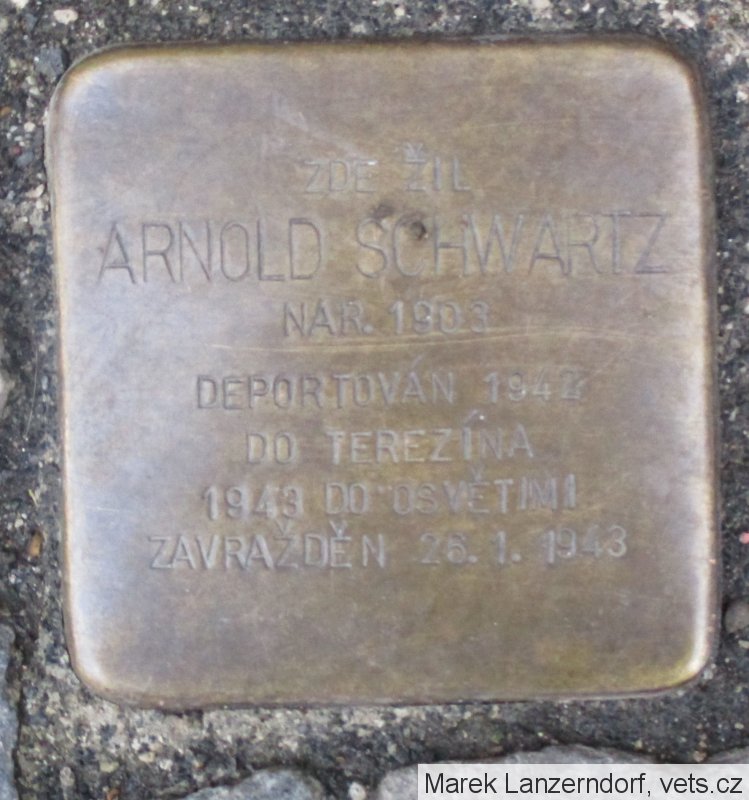 ZDE ŽIL
ARNOLD SCHWARTZ
NAR. 1903
DEPORTOVÁN 1942
DO TEREZÍNA
1943 DO OSVĚTIMI
ZAVRAŽDĚN 26. 1. 1943
Marek Lanzerndorf, vets.cz